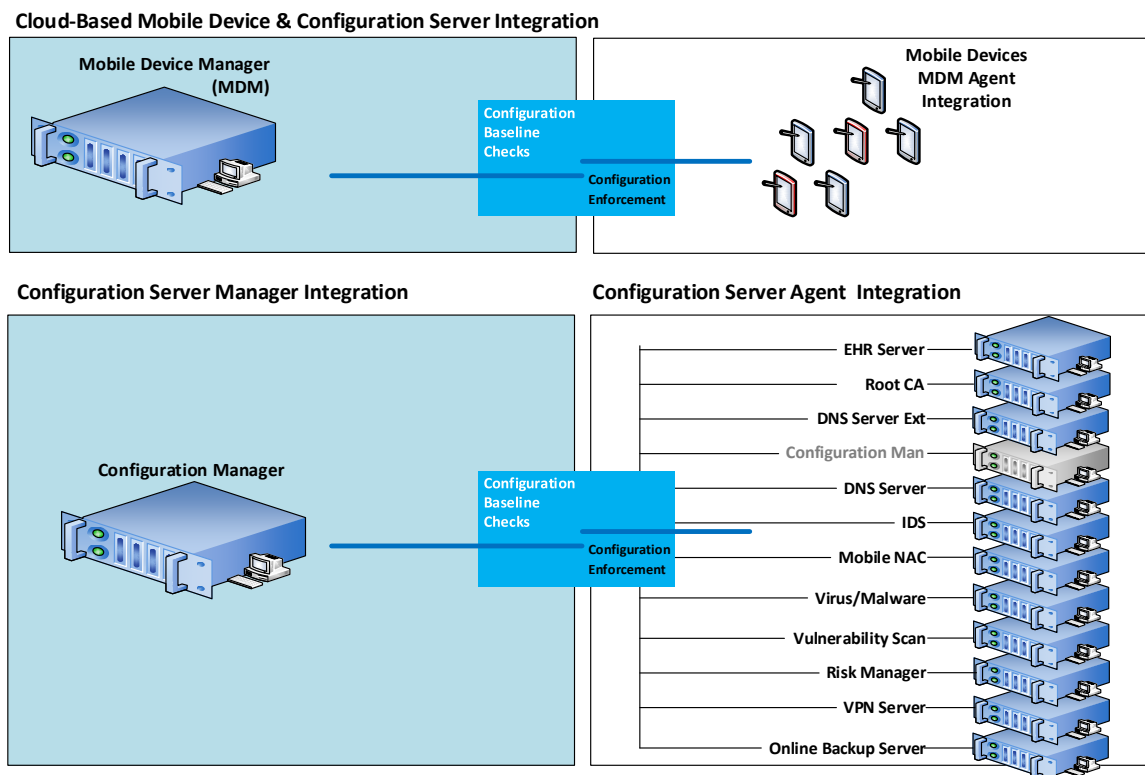 Cloud-Based Mobile Device & Configuration Server Integration
Mobile Device Manager
(MDM)
Configuration
Baseline
Checks
Configuration
Enforcement
Mobile Devices
MDM Agent
Integration
Configuration Server Manager Integration
Configuration Manager
Configuration
Baseline
Checks
Configuration
Enforcement
Configuration Server Agent  Integration
EHR Server
Root CA
DNS Server Ext
Configuration Man
DNS Server
IDS
Mobile NAC
Virus/Malware
Vulnerability Scan
Risk Manager
VPN Server
Online Backup Server